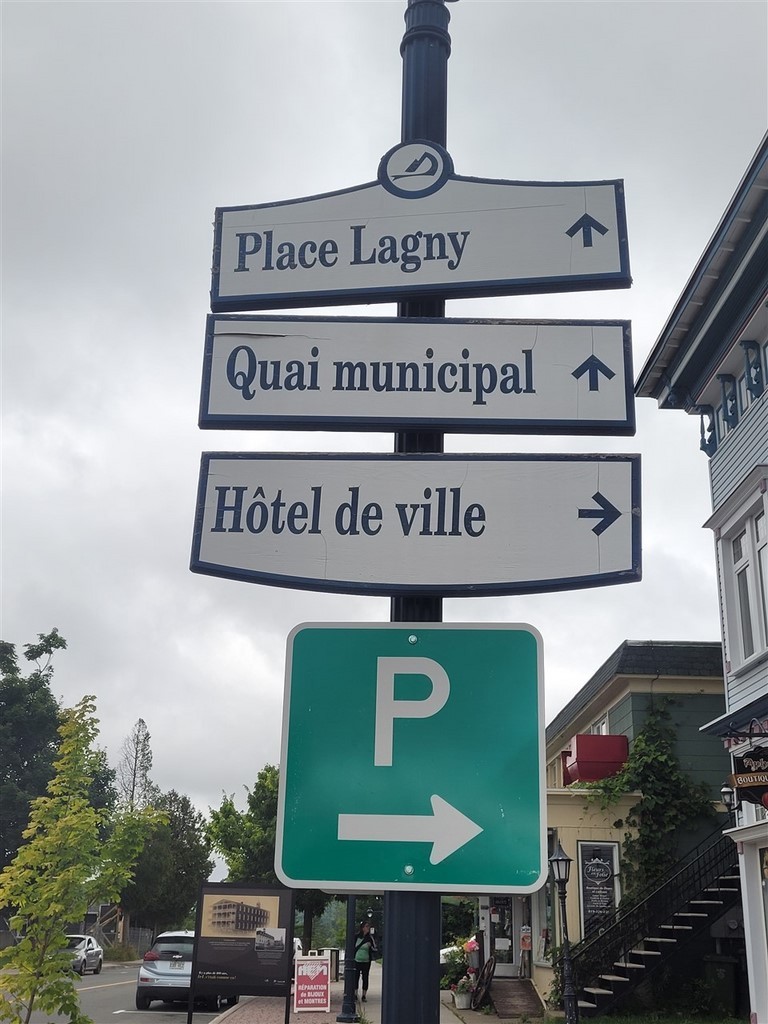 Place Lagny
Quai municipal
Hôtel de ville
P
RÉPARATION
de BIJOUX
et MONTRES
BOUTIQUE